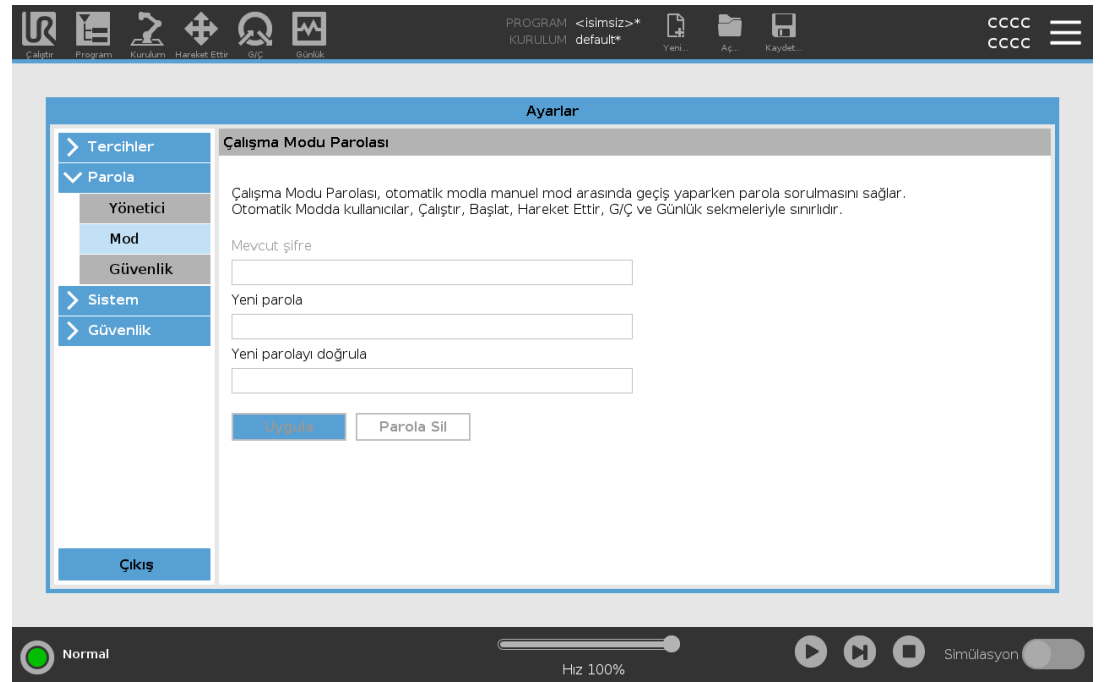 PROGRAM <isimsiz>*
KURULUM default*
Çalıştır Program Kurulum Hareket Ettir G/Ç Günlük
Yeni... Aç... Kaydet...
CCCC
CCCC
Ayarlar
Tercihler
Parola
Yönetici
Mod
Güvenlik
Sistem
Güvenlik
Çıkış
Çalışma Modu Parolası
Çalışma Modu Parolası, otomatik modla manuel mod arasında geçiş yaparken parola sorulmasını sağlar.
Otomatik Modda kullanıcılar, Çalıştır, Başlat, Hareket Ettir, G/Ç ve Günlük sekmeleriyle sınırlıdır.
Mevcut şifre
Yeni parola
Yeni parolayı doğrula
Uygula Parola Sil
Normal
Hız 100%
Simülasyon